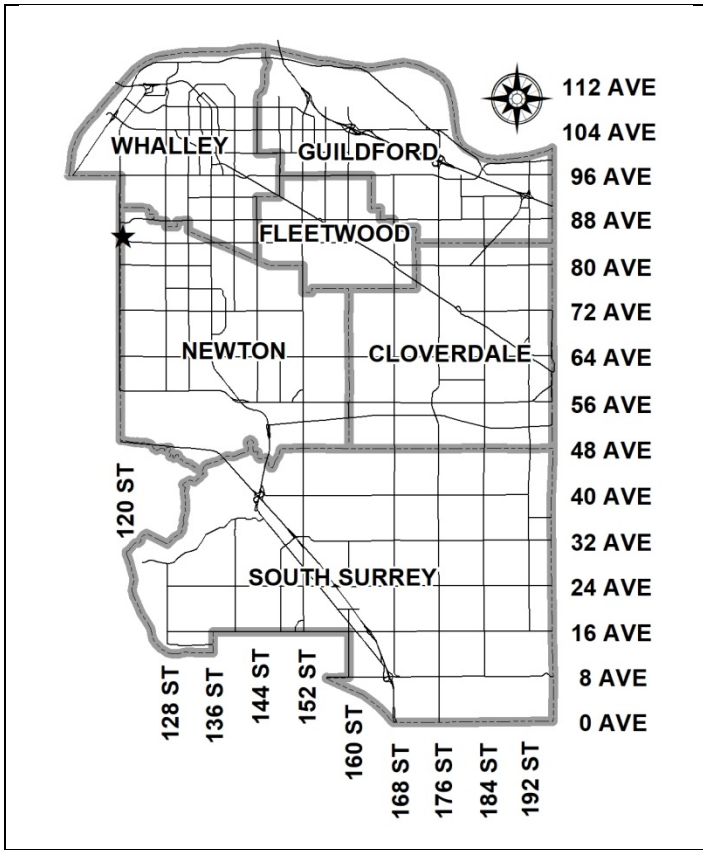 112 AVE
104 AVE
WHALLEY
GUILDFORD
96 AVE
88 AVE
FLEETWOOD
80 AVE
72 AVE
NEWTON
CLOVERDALE
64 AVE
56 AVE
48 AVE
120 ST
40 AVE
32 AVE
SOUTH SURREY
24 AVE
16 AVE
128 ST
136 ST
144 ST
152 ST
160 ST
8 AVE
0 AVE
168 ST
176 ST
184 ST
192 ST